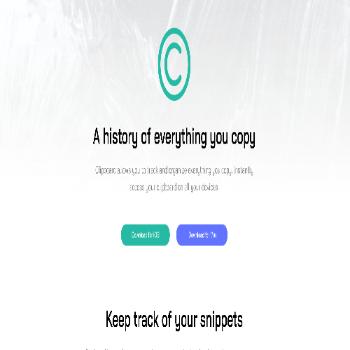 ©
A history of everything you copy
Clipboard allows you to track and organize everything you copy. Instantly
access your clipboard on all your devices.
Download for iOS
Download for Mac
Keep track of your snippets